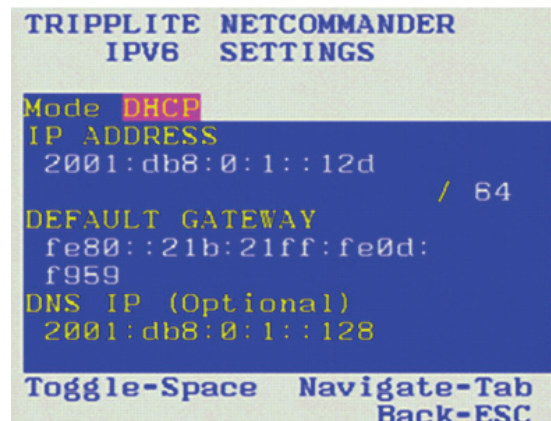 TRIPPLITE NETCOMMANDER
IPV6 SETTINGS
Mode DHCP
IP ADDRESS
2001:db8:0:1::12d
/ 64
DEFAULT GATEWAY
fe80::21b:21ff:fe0d:
f959
DNS IP (Optional)
2001:db8:0:1::128
Toggle-Space Navigate-Tab
Back-ESC